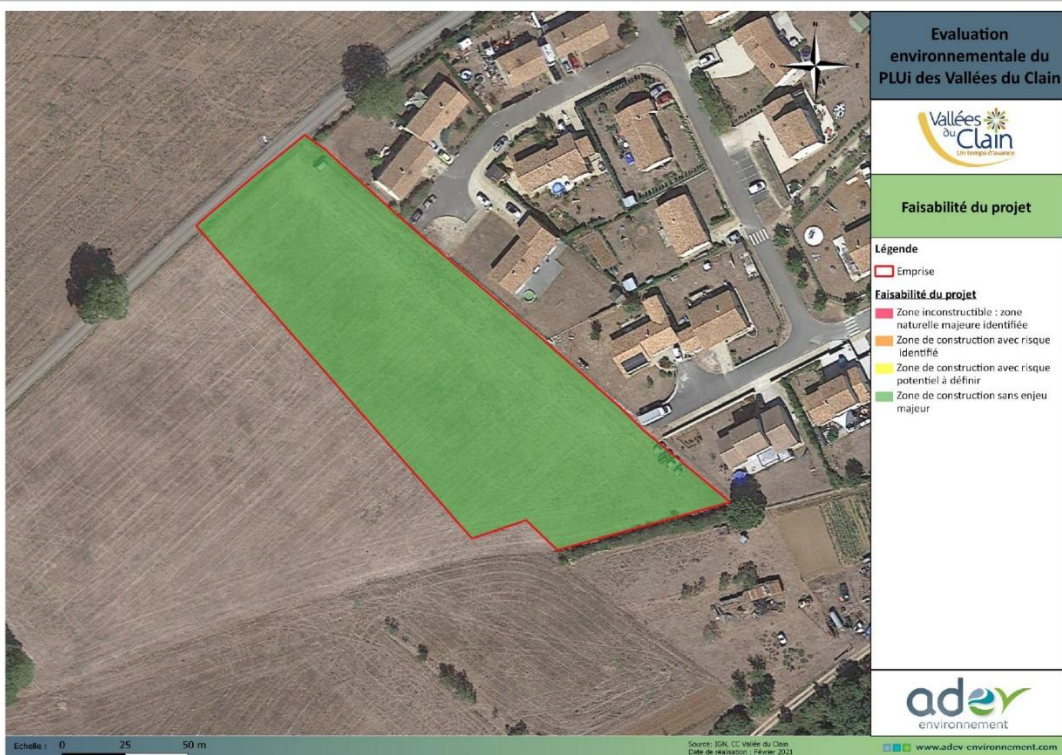 Evaluation
environnementale du
PLUi des Vallées du Clain
Vallées
du
Clain
Un temps d'avance
Faisabilité du projet
Légende
Emprise
Faisabilité du projet
Zone inconstructible : zone
naturelle majeure identifiée
Zone de construction avec risque
identifié
Zone de construction avec risque
potentiel à définir
Zone de construction sans enjeu
majeur
N
O
E
S
adev
environnement
Echelle : 0 25 50 m
Source: IGN, CC Vallée du Clain
Date de réalisation : Février 2021
www.adev-environnement.com